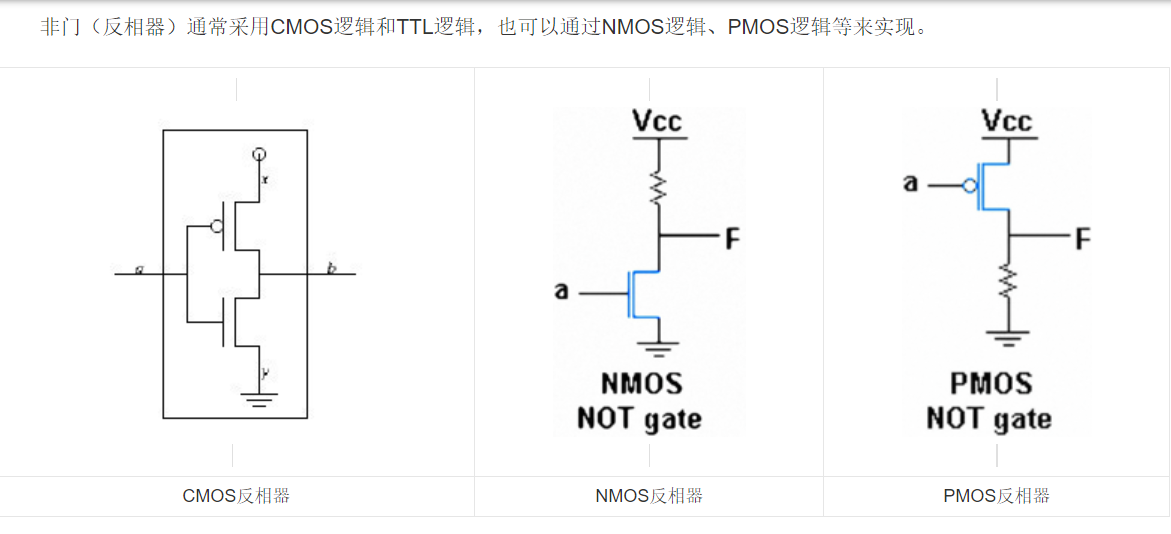 非门（反相器）通常采用CMOS逻辑和TTL逻辑，也可以通过NMOS逻辑、PMOS逻辑等来实现。
x
a
b
y
CMOS反相器
Vcc
F
a
NMOS
NOT gate
NMOS反相器
Vcc
a
F
PMOS
NOT gate
PMOS反相器